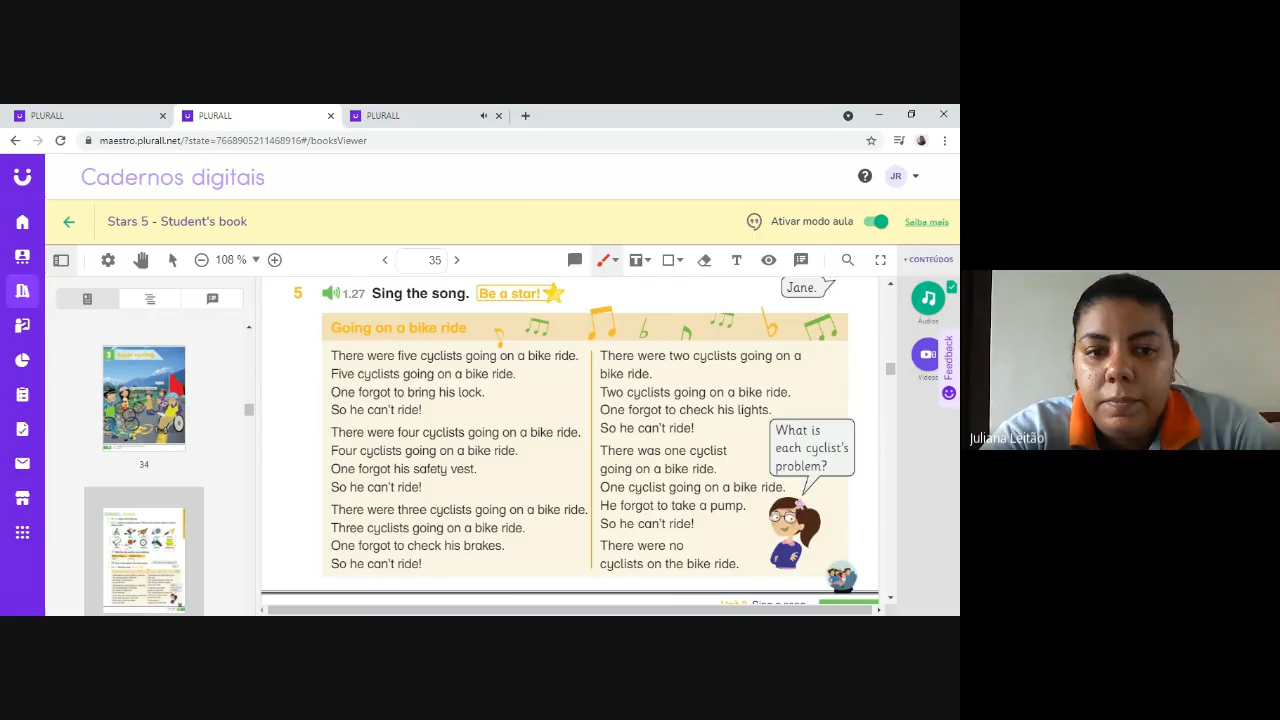 PLURALL
PLURALL
PLURALL
maestro.plurall.net/?state=7668905211468916#/booksViewer
Cadernos digitais
JR
Stars 5 - Student's book
Ativar modo aula
Saiba mais
108 %
35
+ CONTEÚDOS
5
1.27 Sing the song. Be a star!
Jane.
Going on a bike ride
There were five cyclists going on a bike ride.
Five cyclists going on a bike ride.
One forgot to bring his lock.
So he can't ride!
There were four cyclists going on a bike ride.
Four cyclists going on a bike ride.
One forgot his safety vest.
So he can't ride!
There were three cyclists going on a bike ride.
Three cyclists going on a bike ride.
One forgot to check his brakes.
So he can't ride!
There were two cyclists going on a
bike ride.
Two cyclists going on a bike ride.
One forgot to check his lights.
So he can't ride!
There was one cyclist
going on a bike ride.
One cyclist going on a bike ride.
He forgot to take a pump.
So he can't ride!
There were no
cyclists on the bike ride.
What is
each cyclist's
problem?
Áudios
Vídeos
Feedback
34
Juliana Leitão